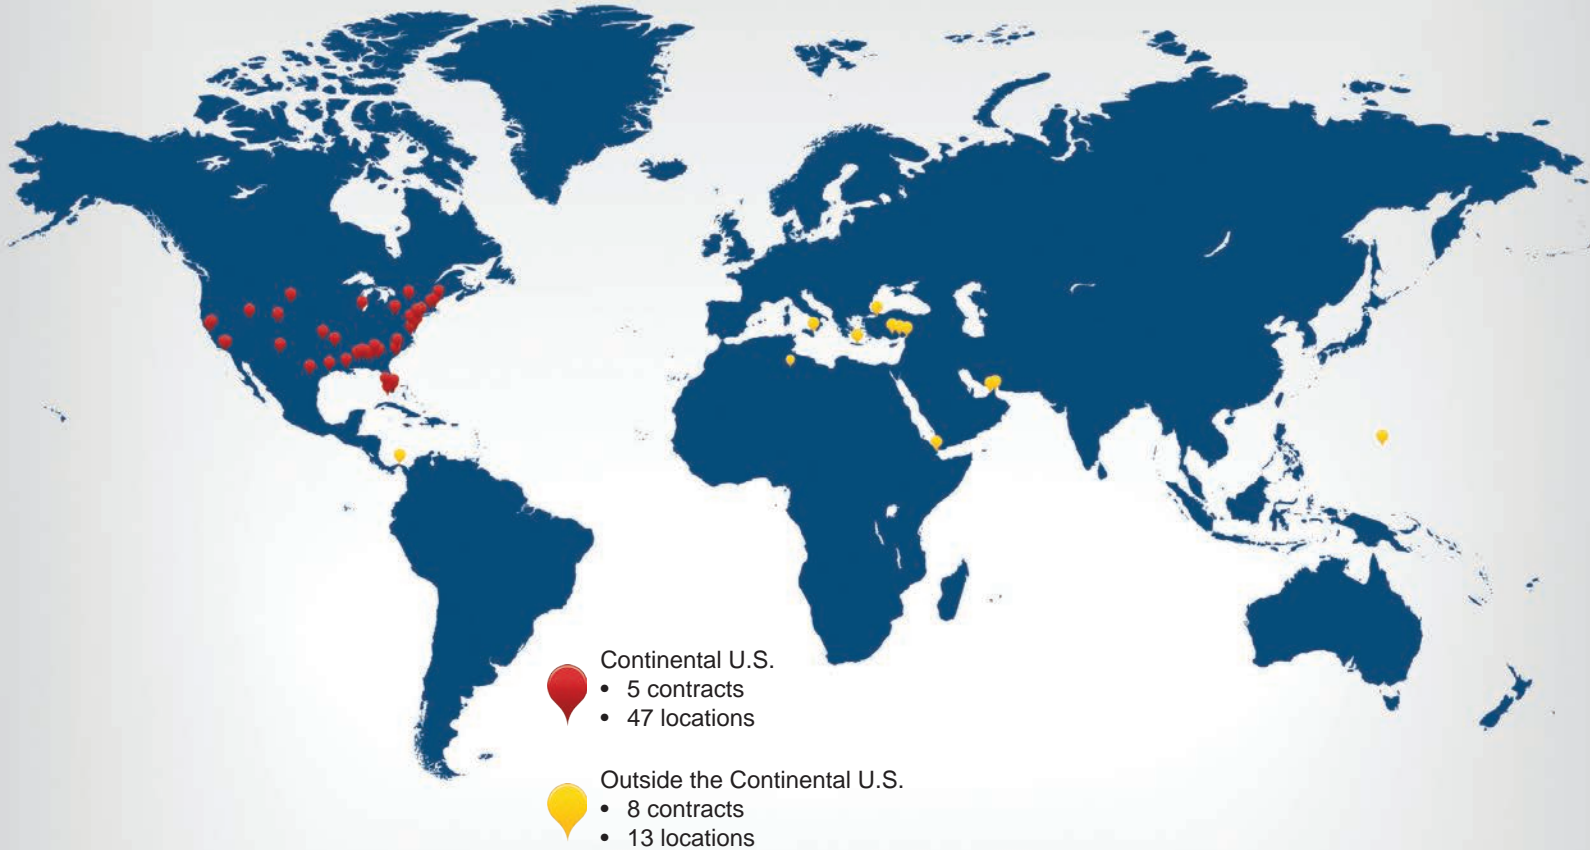 Continental U.S.
• 5 contracts
• 47 locations
Outside the Continental U.S.
• 8 contracts
• 13 locations